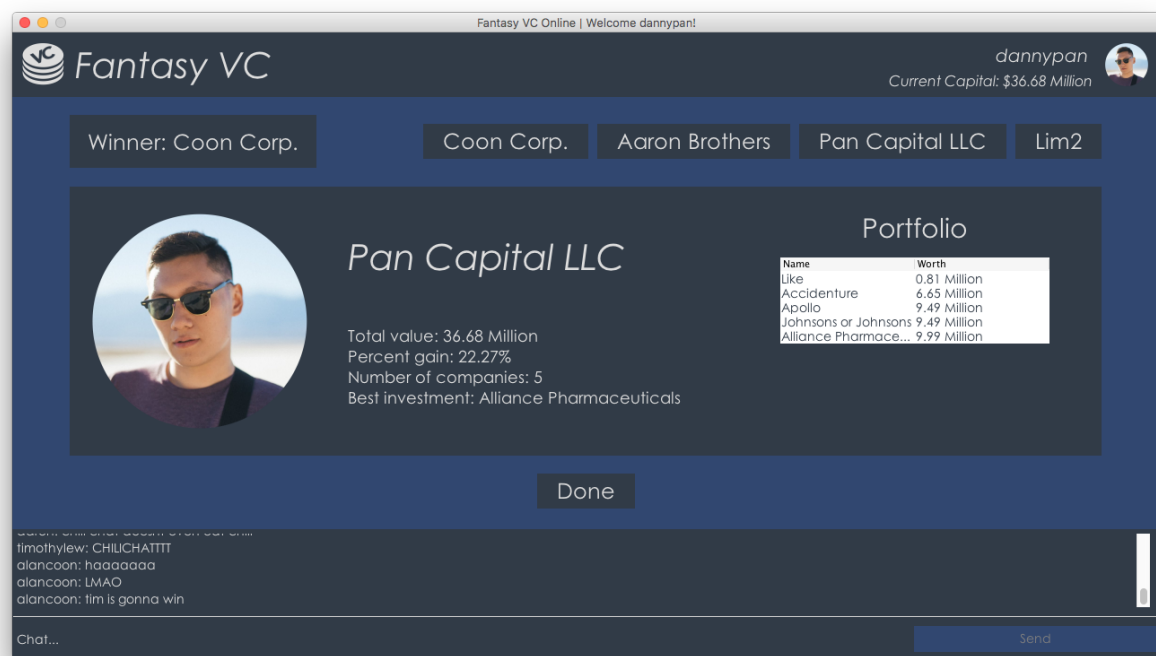 Fantasy VC Online | Welcome dannypan!
VC
Fantasy VC
dannypan
Current Capital: $36.68 Million
Winner: Coon Corp.
Coon Corp.
Aaron Brothers
Pan Capital LLC
Lim2
Pan Capital LLC
Total value: 36.68 Million
Percent gain: 22.27%
Number of companies: 5
Best investment: Alliance Pharmaceuticals
Portfolio
Name Worth
Like 0.81 Million
Accidenture 6.65 Million
Apollo 9.49 Million
Johnsons or Johnsons 9.49 Million
Alliance Pharmace... 9.99 Million
Done
timothylew: CHILICHATTTT
alancoon: haaaaaaa
alancoon: LMAO
alancoon: tim is gonna win
Chat...
Send